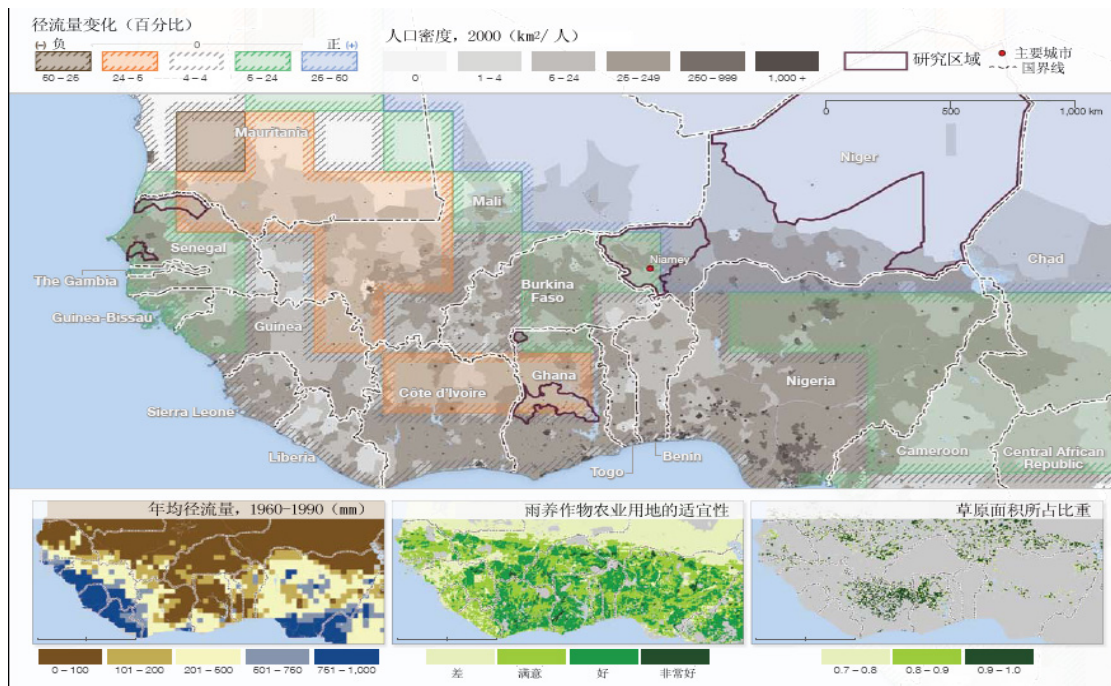 径流量变化（百分比）
(-) 负 0 正 (+)
50 – 25 24 – 5 4 – 4 5 – 24 25 – 50
人口密度，2000（km²/ 人）
0 1 – 4 5 – 24 25 – 249 250 – 999 1,000 +
研究区域
主要城市
国界线
0 500 1,000 km
Mauritania
Niger
Mali
Senegal
Niamey
Chad
The Gambia
Burkina
Faso
Guinea-Bissau
Guinea
Ghana
Nigeria
Côte d'Ivoire
Sierra Leone
Liberia
Togo
Benin
Cameroon
Central African
Republic
年均径流量，1960-1990（mm）
0 – 100 101 – 200 201 – 500 501 – 750 751 – 1,000
雨养作物农业用地的适宜性
差 满意 好 非常好
草原面积所占比重
0.7 – 0.8 0.8 – 0.9 0.9 – 1.0